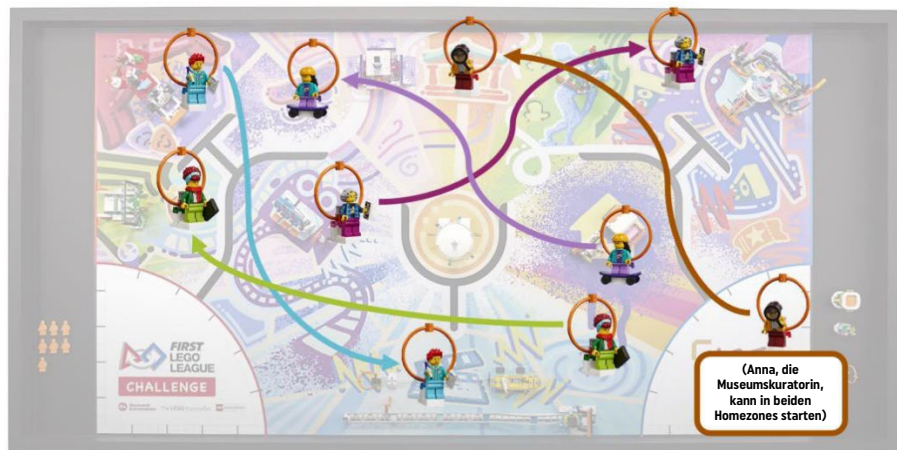 FIRST
LEGO
LEAGUE
CHALLENGE
(Anna, die
Museumskuratorin,
kann in beiden
Homezones starten)